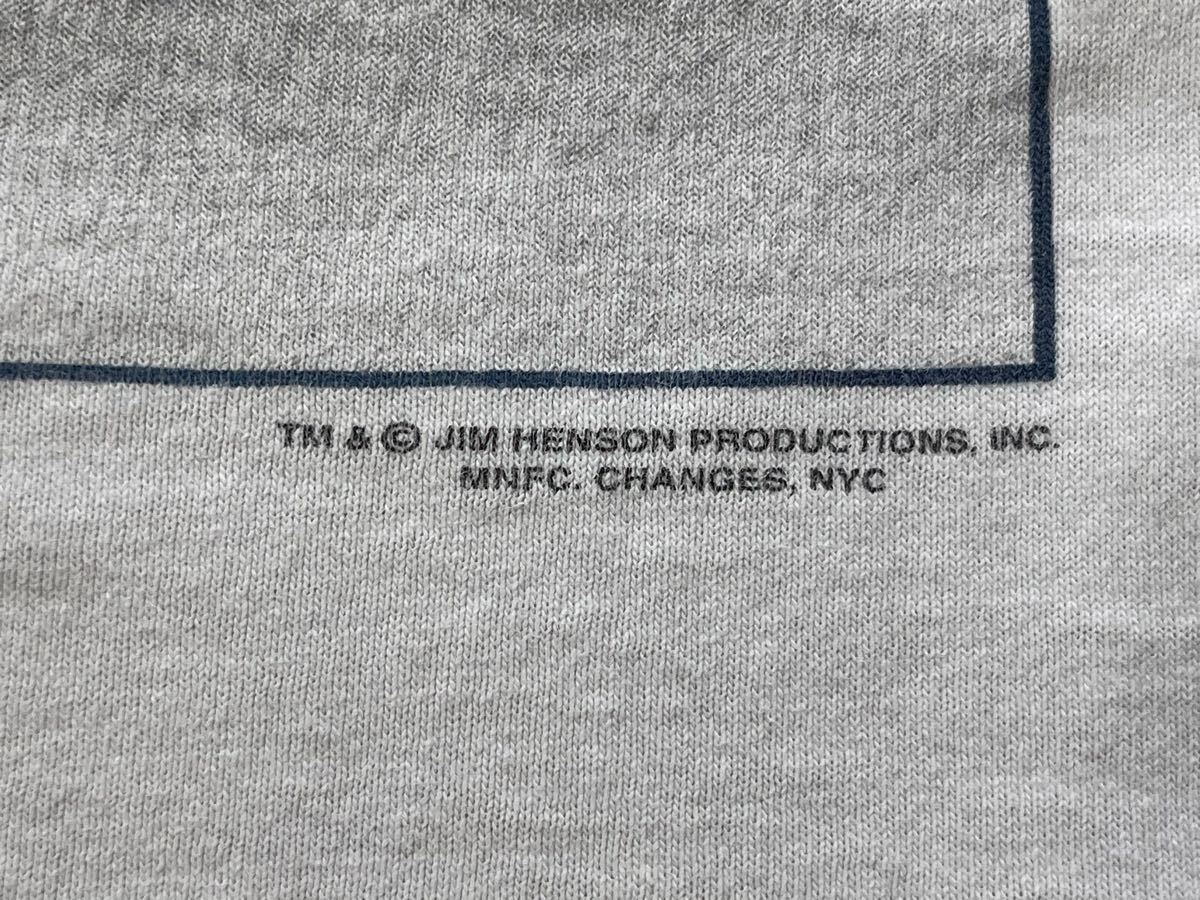 TM & © JIM HENSON PRODUCTIONS, INC.
MNFC. CHANGES, NYC